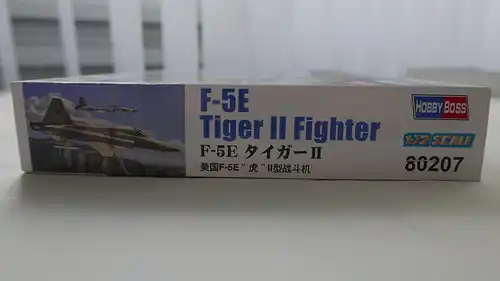 F-5E
Tiger II Fighter
F-5E タイガーII
美国F-5E"虎"II型战斗机
HOBBY BOSS
1:72 SCALE
80207